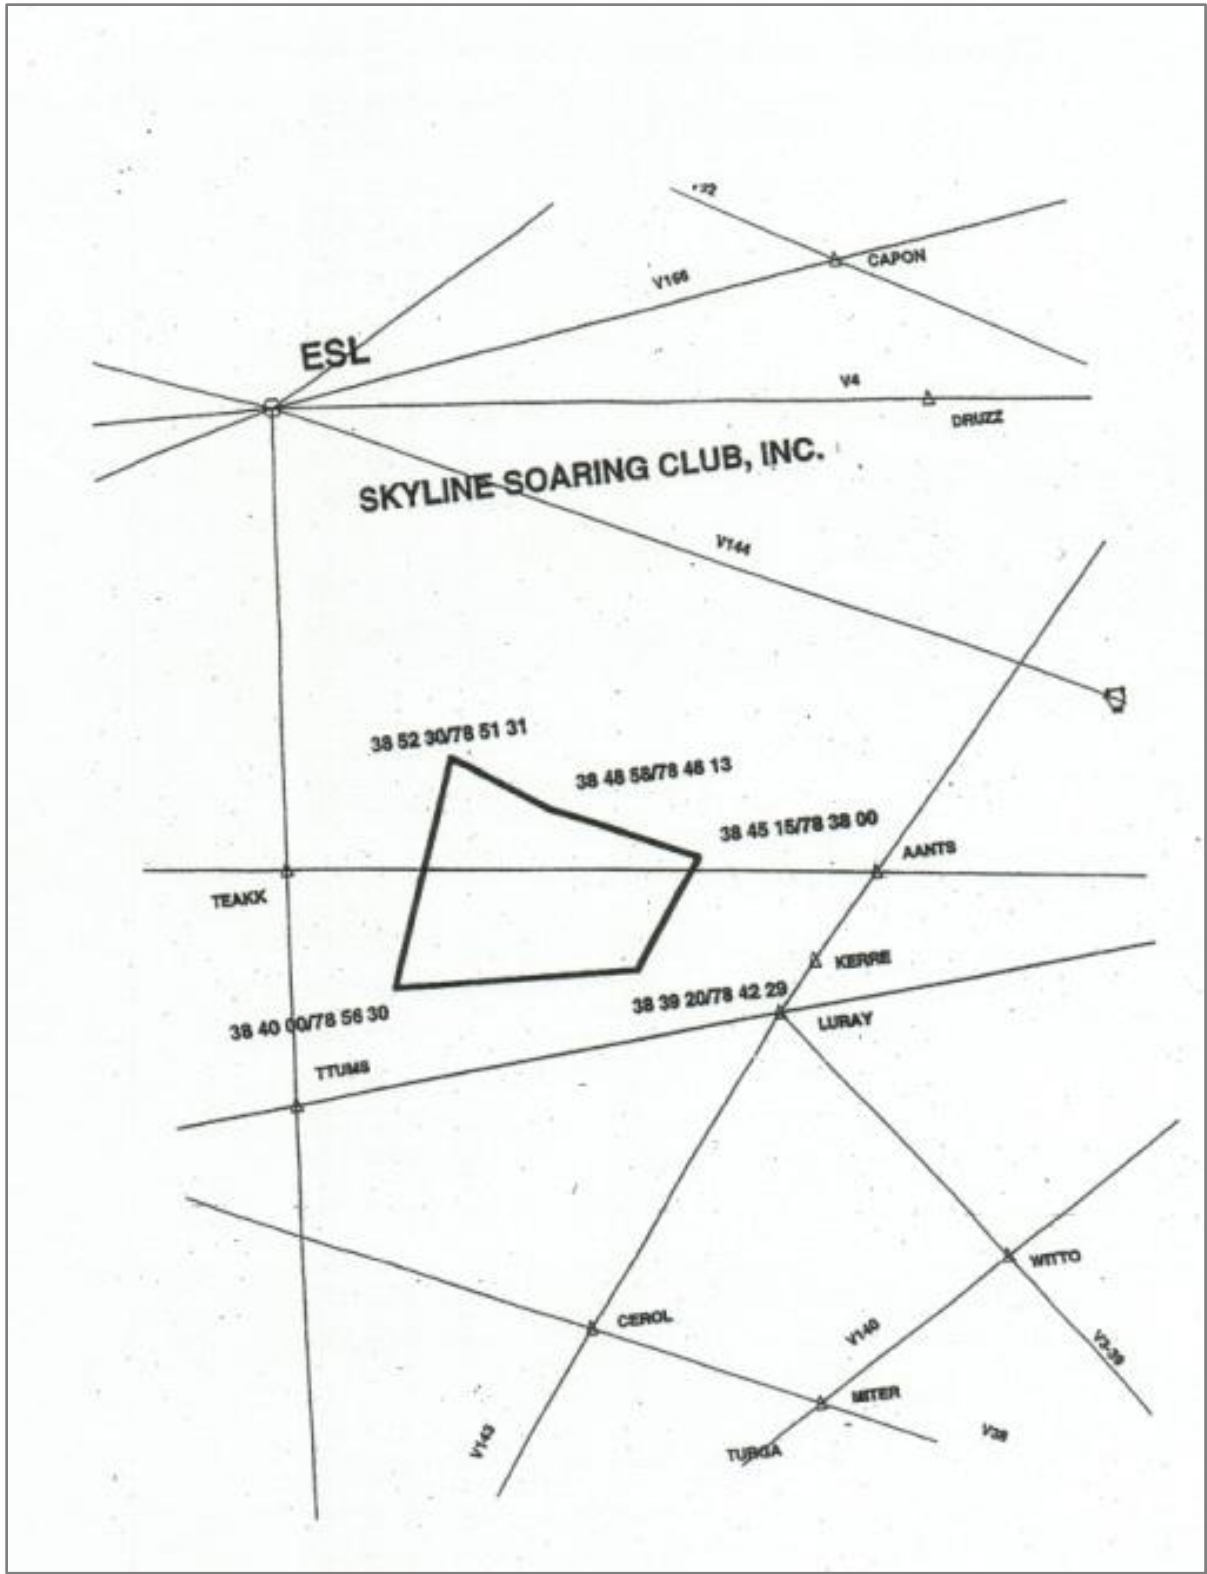 CAPON
V166
ESL
V4
DRUZZ
SKYLINE SOARING CLUB, INC.
V144
38 52 30/78 51 31
38 48 58/78 46 13
38 45 15/78 38 00
AANTS
TEAKK
KERRE
38 39 20/78 42 29
38 40 00/78 56 30
LURAY
TTUMS
WITTO
CEROL
V140
V3-39
MITER
V143
V38
TURGA